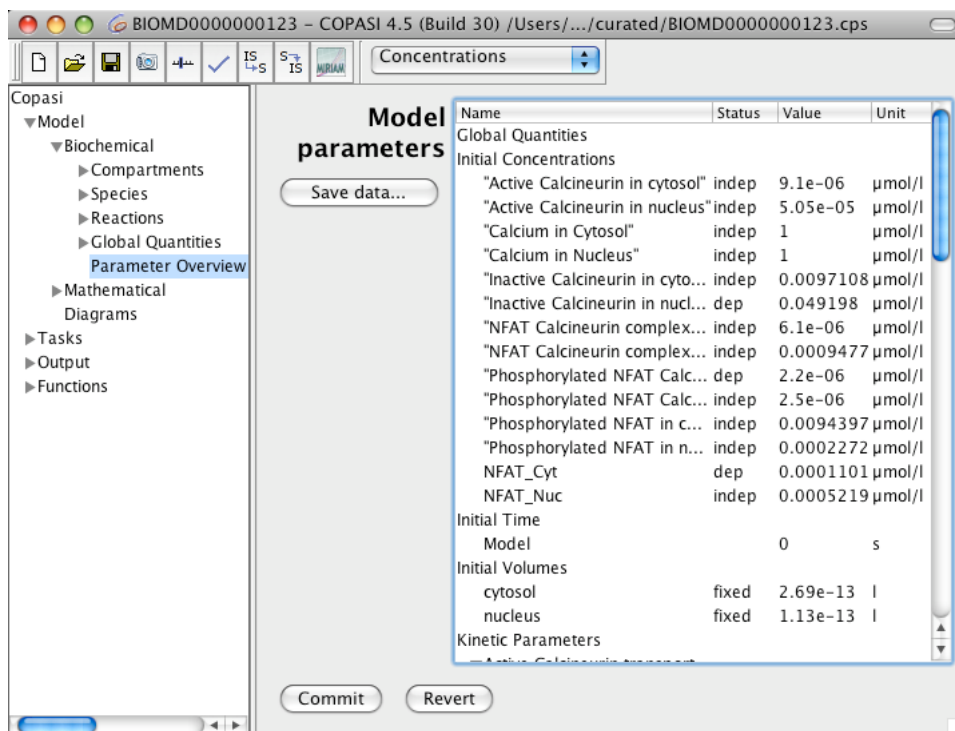 BIOMD0000000123 – COPASI 4.5 (Build 30) /Users/.../curated/BIOMD0000000123.cps
IS S S IS MIRIAM Concentrations
Copasi
Model
Biochemical
Compartments
Species
Reactions
Global Quantities
Parameter Overview
Mathematical
Diagrams
Tasks
Output
Functions
Model
parameters
Save data...
Name Status Value Unit
Global Quantities
Initial Concentrations
"Active Calcineurin in cytosol" indep 9.1e-06 µmol/l
"Active Calcineurin in nucleus" indep 5.05e-05 µmol/l
"Calcium in Cytosol" indep 1 µmol/l
"Calcium in Nucleus" indep 1 µmol/l
"Inactive Calcineurin in cyto... indep 0.0097108 µmol/l
"Inactive Calcineurin in nucl... dep 0.049198 µmol/l
"NFAT Calcineurin complex... indep 6.1e-06 µmol/l
"NFAT Calcineurin complex... indep 0.0009477 µmol/l
"Phosphorylated NFAT Calc... dep 2.2e-06 µmol/l
"Phosphorylated NFAT Calc... indep 2.5e-06 µmol/l
"Phosphorylated NFAT in c... indep 0.0094397 µmol/l
"Phosphorylated NFAT in n... indep 0.0002272 µmol/l
NFAT_Cyt dep 0.0001101 µmol/l
NFAT_Nuc indep 0.0005219 µmol/l
Initial Time
Model 0 s
Initial Volumes
cytosol fixed 2.69e-13 l
nucleus fixed 1.13e-13 l
Kinetic Parameters
Commit Revert